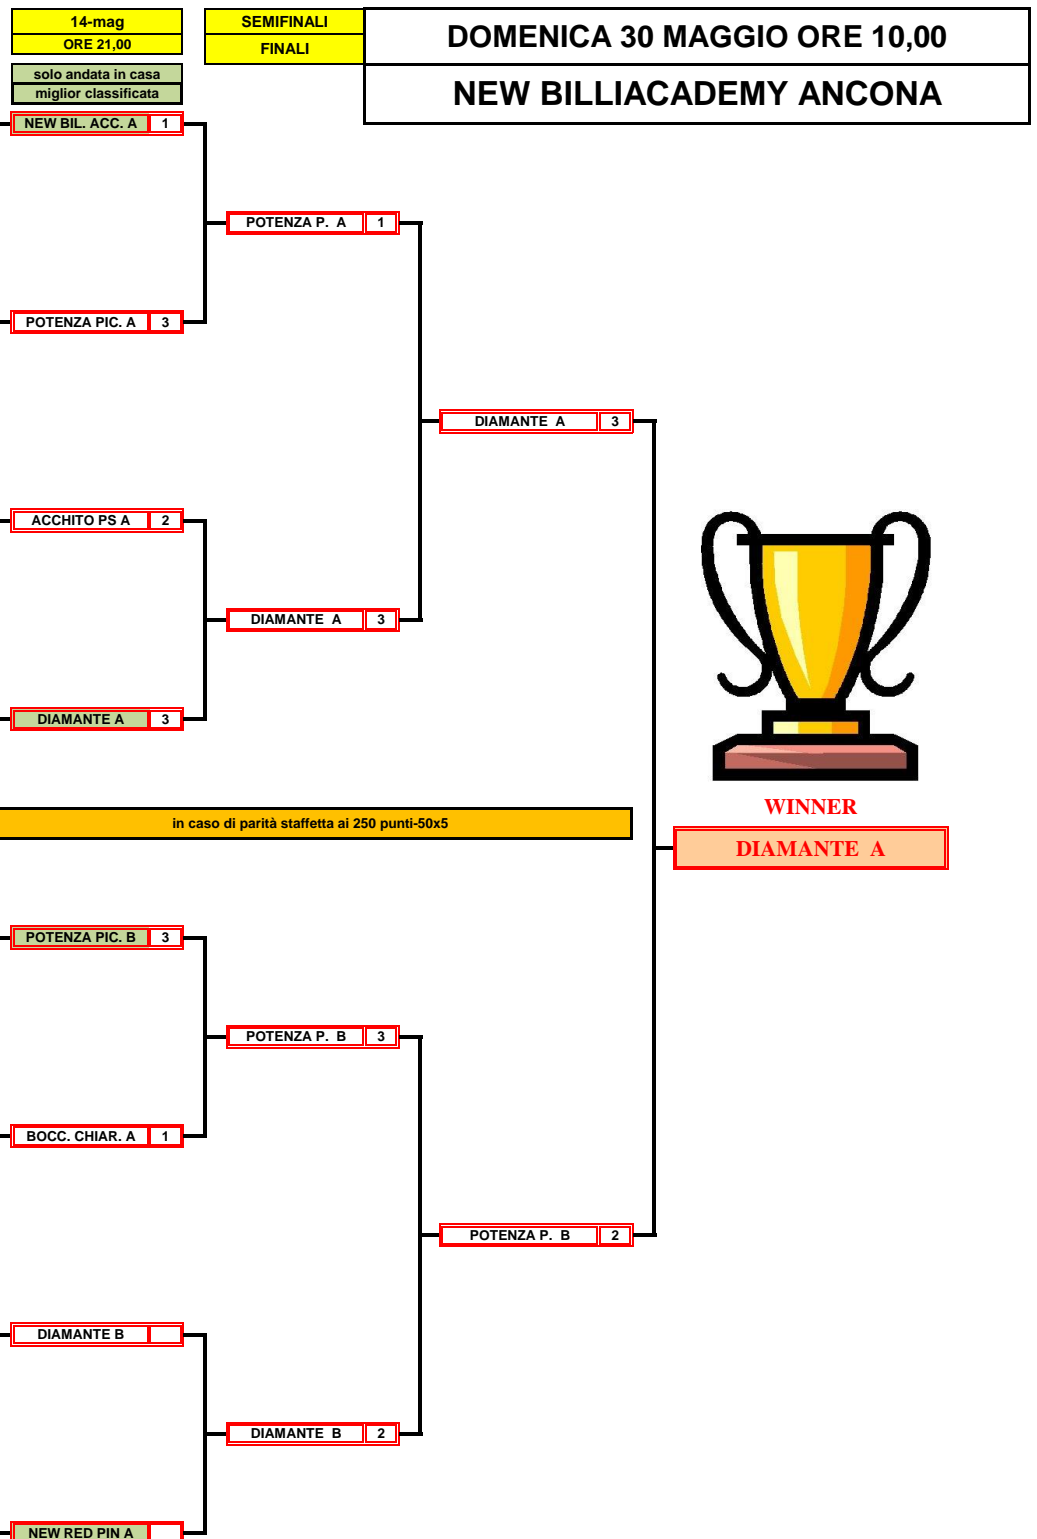 14-mag
ORE 21,00
SEMIFINALI
FINALI
DOMENICA 30 MAGGIO ORE 10,00
NEW BILLIACADEMY ANCONA
solo andata in casa
miglior classificata
NEW BIL. ACC. A 1
POTENZA P. A 1
POTENZA PIC. A 3
DIAMANTE A 3
ACCHITO PS A 2
DIAMANTE A 3
DIAMANTE A 3
WINNER
in caso di parità staffetta ai 250 punti-50x5
DIAMANTE A
POTENZA PIC. B 3
POTENZA P. B 3
BOCC. CHIAR. A 1
POTENZA P. B 2
DIAMANTE B
DIAMANTE B 2
NEW RED PIN A